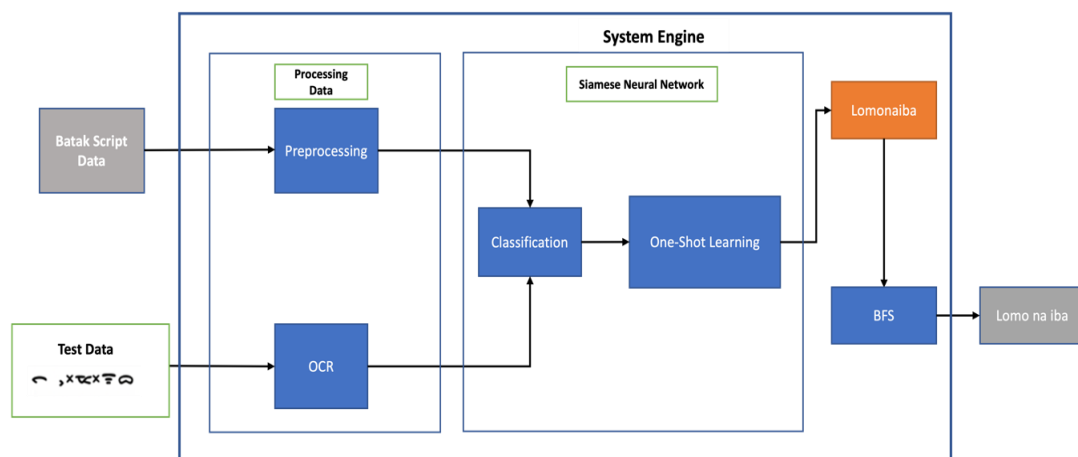 System Engine
Processing
Data
Siamese Neural Network
Batak Script
Data
Preprocessing
Lomonaiba
Classification
One-Shot Learning
BFS
Lomo na iba
Test Data
OCR